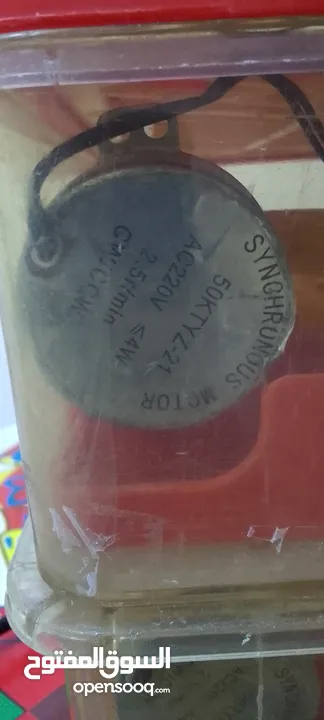 SYNCHRONOUS MOTOR
50KTYZ-21
AC220V
2.5r/min ≤4W
CW/CCW
السوق المفتوح
opensooq.com